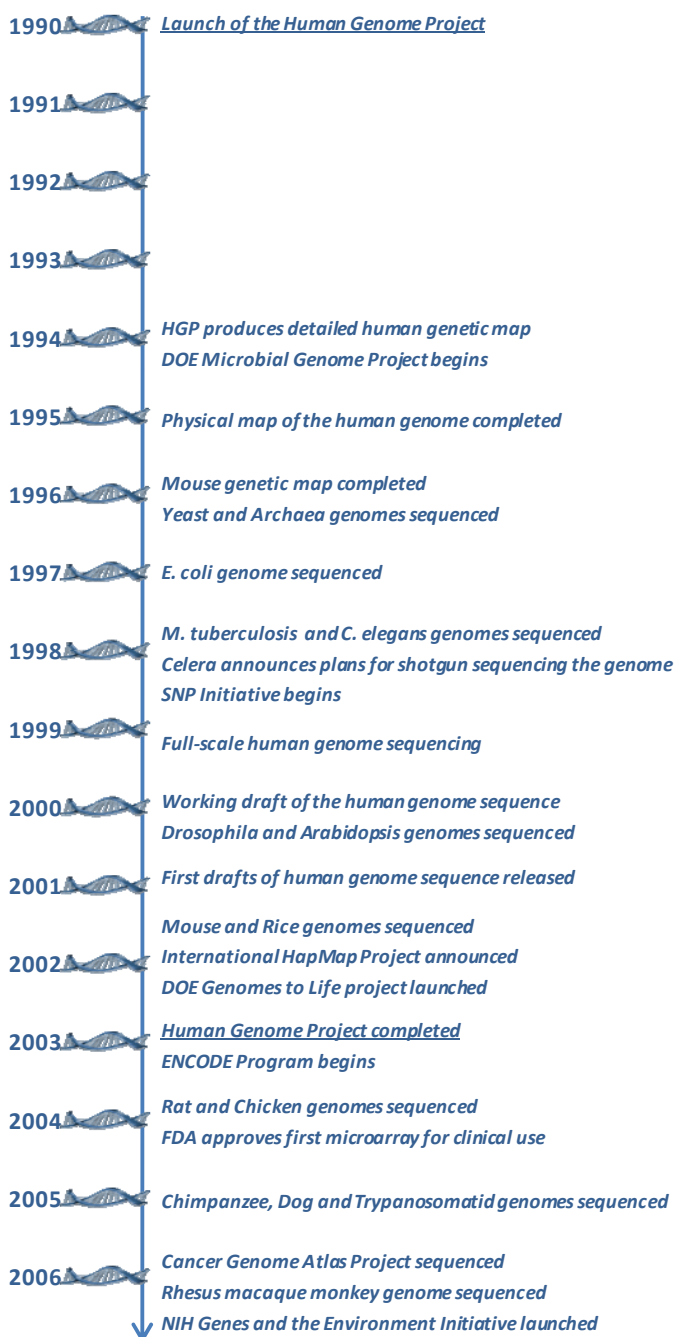 1990 Launch of the Human Genome Project
1991
1992
1993
1994 HGP produces detailed human genetic map
DOE Microbial Genome Project begins
1995 Physical map of the human genome completed
1996 Mouse genetic map completed
Yeast and Archaea genomes sequenced
1997 E. coli genome sequenced
1998 M. tuberculosis and C. elegans genomes sequenced
Celera announces plans for shotgun sequencing the genome
SNP Initiative begins
1999 Full-scale human genome sequencing
2000 Working draft of the human genome sequence
Drosophila and Arabidopsis genomes sequenced
2001 First drafts of human genome sequence released
2002 Mouse and Rice genomes sequenced
International HapMap Project announced
DOE Genomes to Life project launched
2003 Human Genome Project completed
ENCODE Program begins
2004 Rat and Chicken genomes sequenced
FDA approves first microarray for clinical use
2005 Chimpanzee, Dog and Trypanosomatid genomes sequenced
2006 Cancer Genome Atlas Project sequenced
Rhesus macaque monkey genome sequenced
NIH Genes and the Environment Initiative launched